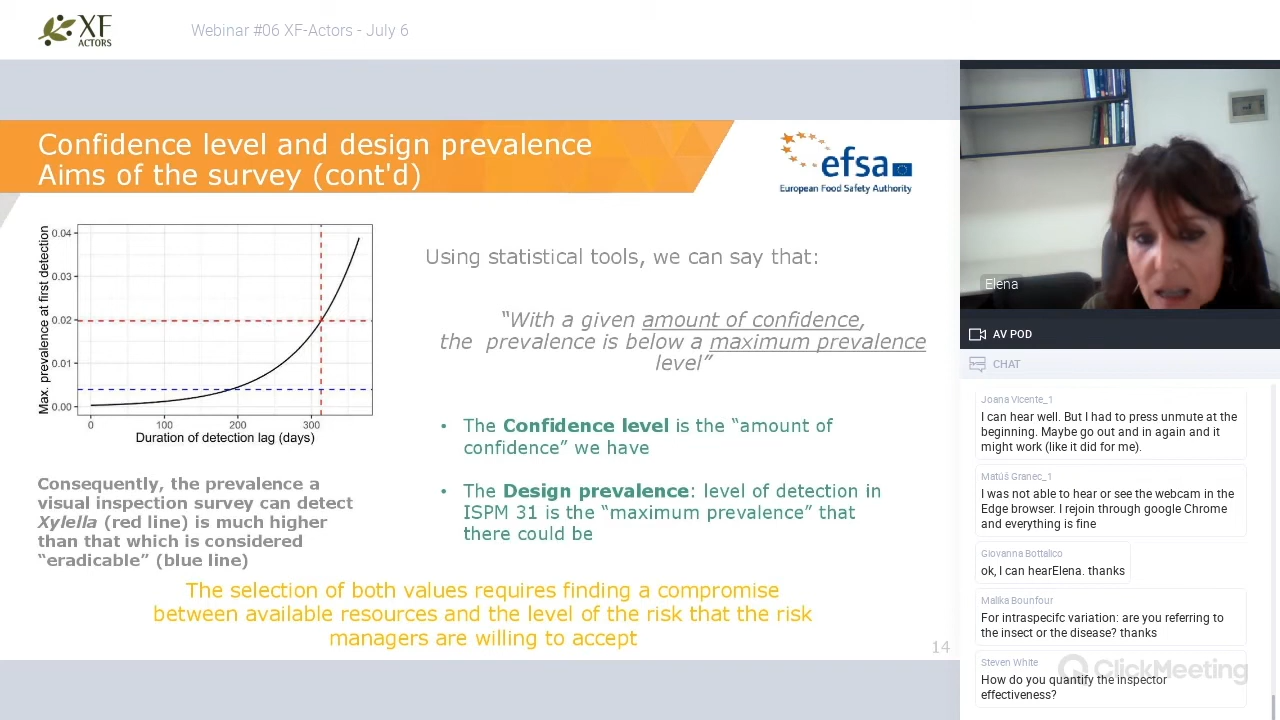 XF
ACTORS
Webinar #06 XF-Actors - July 6
Confidence level and design prevalence
Aims of the survey (cont'd)
efsa
European Food Safety Authority
Max. prevalence at first detection
0.04
0.03
0.02
0.01
0.00
0
100
200
300
Duration of detection lag (days)
Consequently, the prevalence a
visual inspection survey can detect
Xylella (red line) is much higher
than that which is considered
“eradicable” (blue line)
Using statistical tools, we can say that:
“With a given amount of confidence,
the prevalence is below a maximum prevalence
level”
• The Confidence level is the “amount of
confidence” we have
• The Design prevalence: level of detection in
ISPM 31 is the “maximum prevalence” that
there could be
The selection of both values requires finding a compromise
between available resources and the level of the risk that the risk
managers are willing to accept
14
Elena
AV POD
CHAT
Joana Vicente_1
I can hear well. But I had to press unmute at the
beginning. Maybe go out and in again and it
might work (like it did for me).
Matúš Granec_1
I was not able to hear or see the webcam in the
Edge browser. I rejoin through google Chrome
and everything is fine
Giovanna Bottalico
ok, I can hearElena. thanks
Malika Bounfour
For intraspecifc variation: are you referring to
the insect or the disease? thanks
Steven White
How do you quantify the inspector
effectiveness?
ClickMeeting